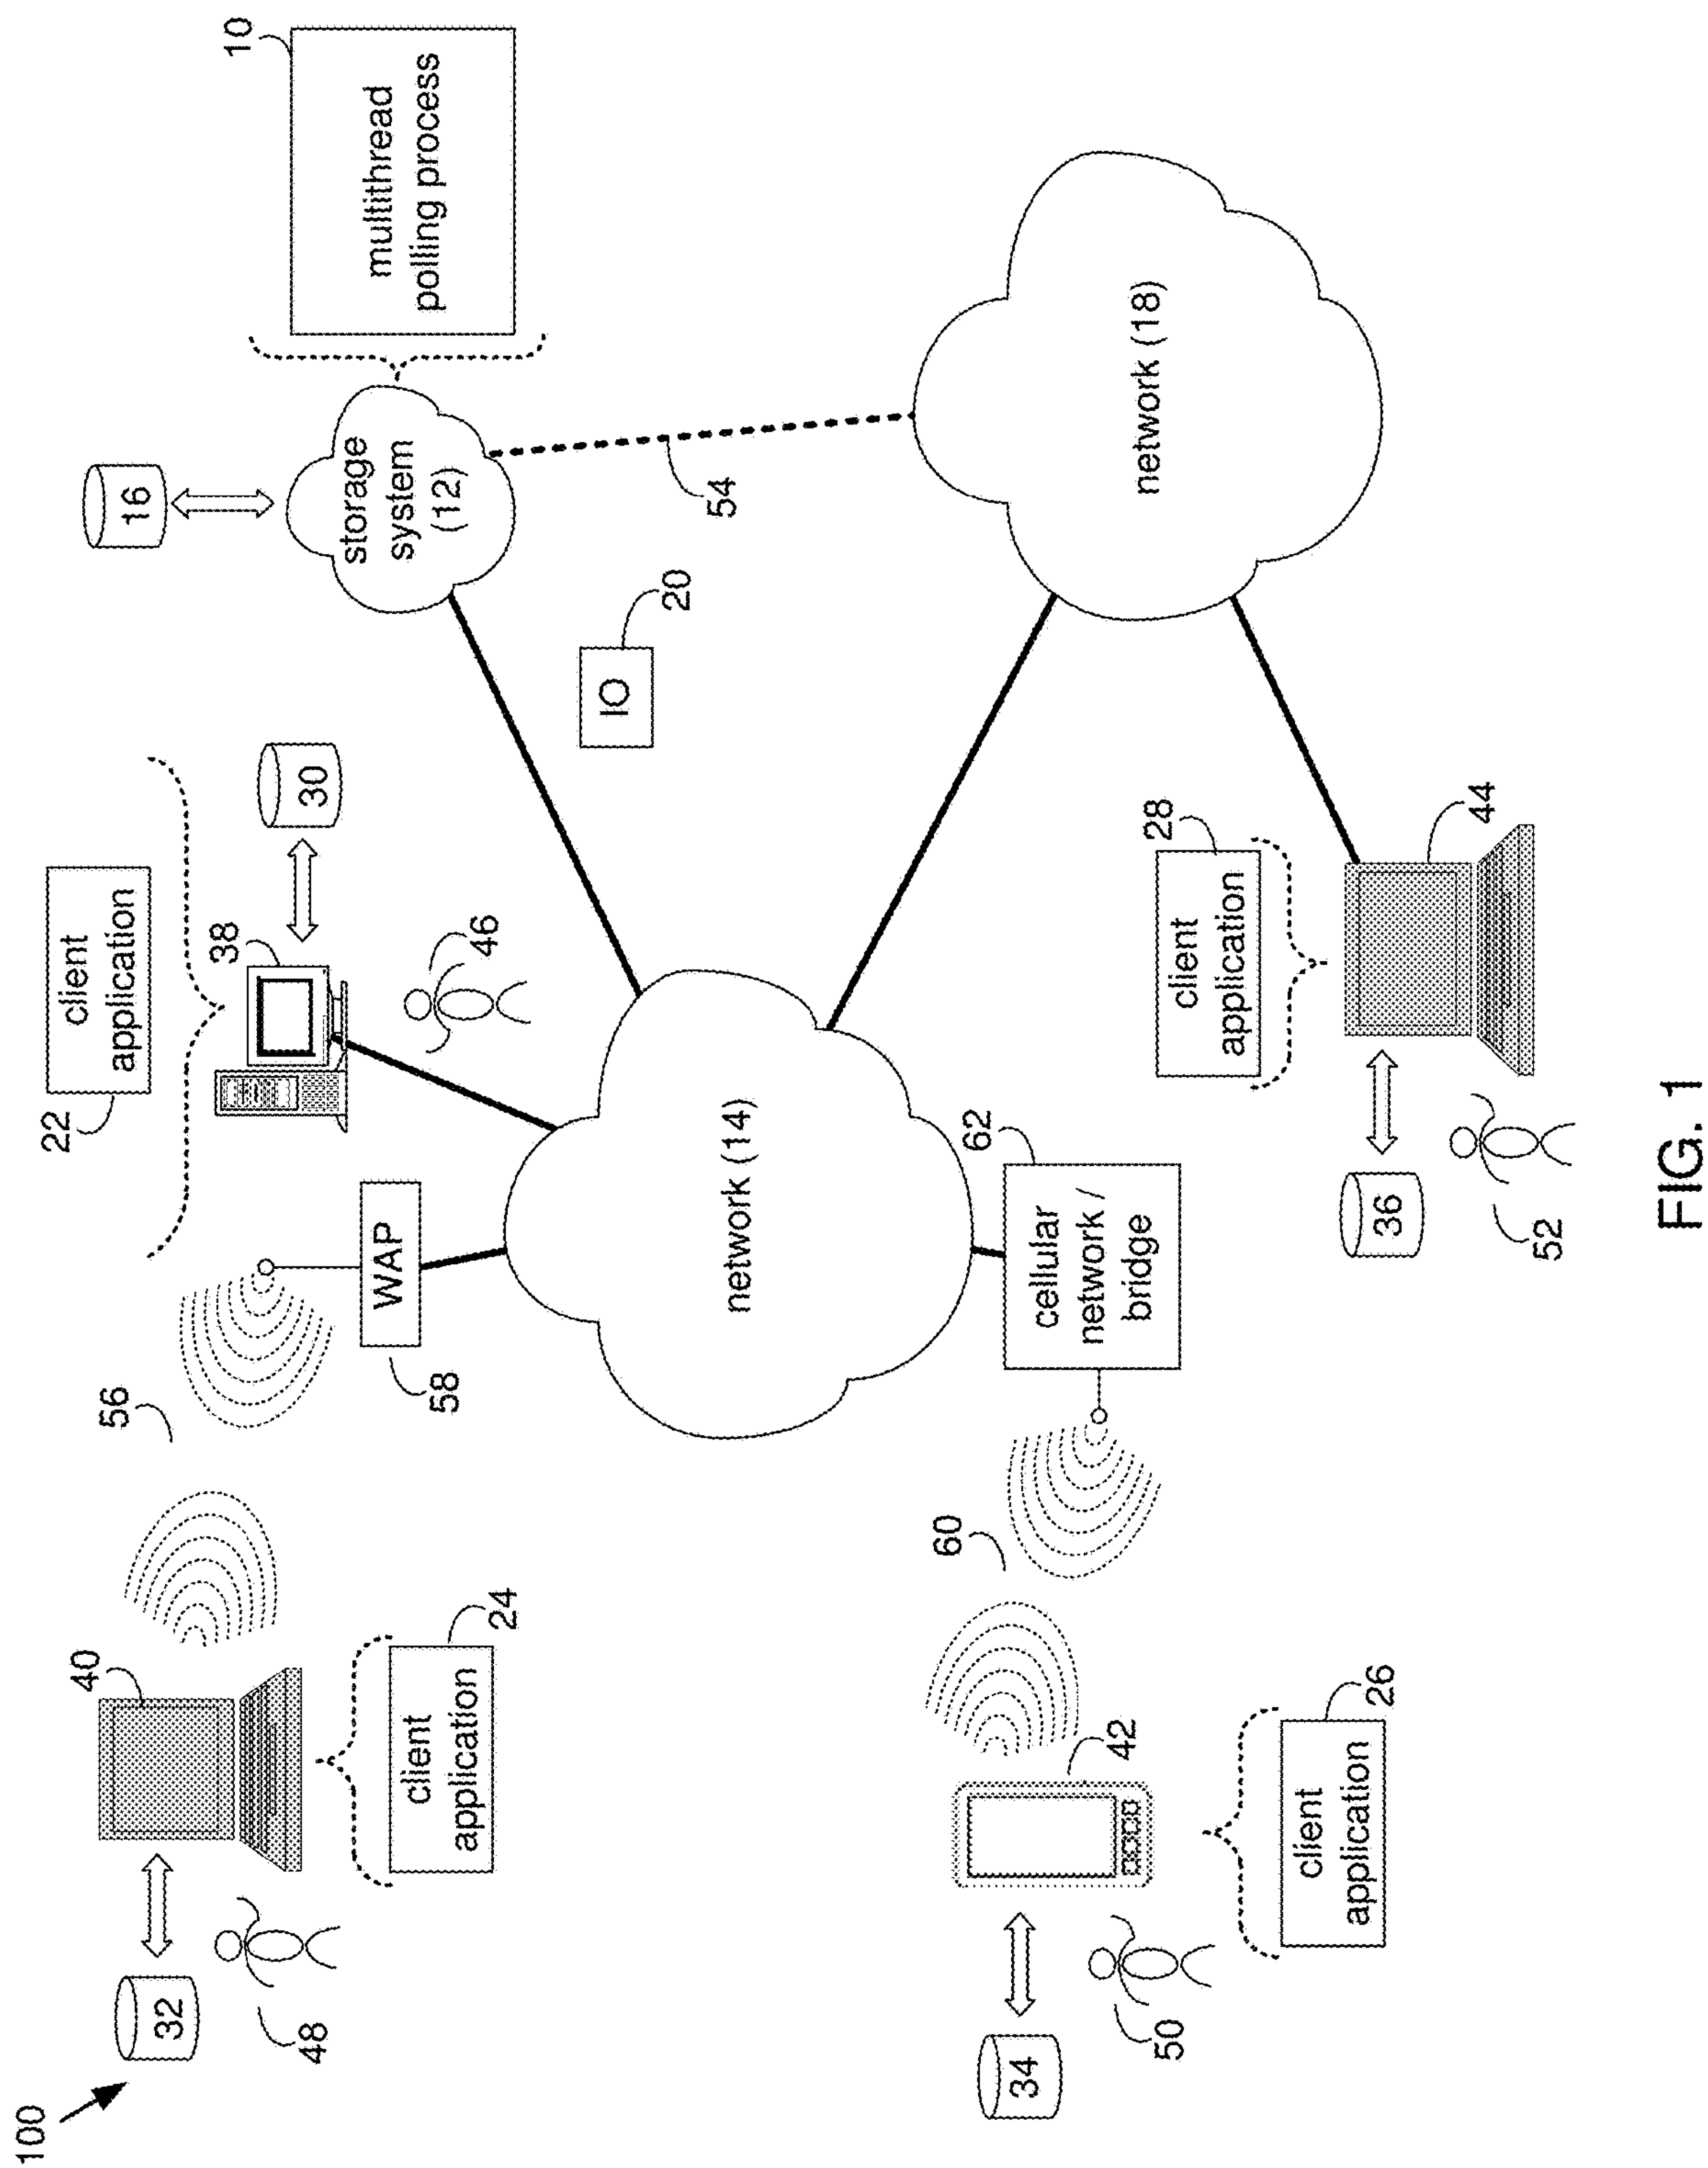 100
32
48
40
24
client
application
56
58
WAP
22
client
application
38
30
46
16
storage
system
(12)
10
multithread
polling process
IO
20
54
network (14)
network (18)
34
50
42
26
client
application
60
62
cellular
network /
bridge
36
52
28
client
application
44
FIG. 1